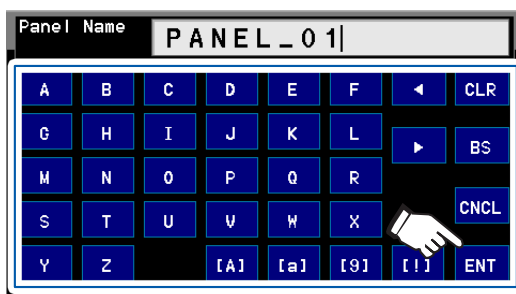 Panel Name PANEL_01
A B C D E F ◀ CLR
G H I J K L ▶ BS
M N O P Q R
S T U V W X CNCL
Y Z [A] [a] [9] [!] ENT